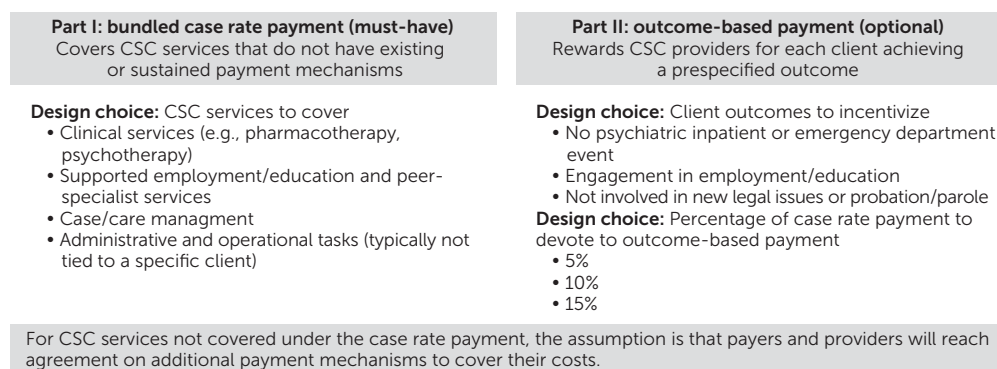 Part I: bundled case rate payment (must-have)
Covers CSC services that do not have existing
or sustained payment mechanisms
Design choice: CSC services to cover
• Clinical services (e.g., pharmacotherapy,
psychotherapy)
• Supported employment/education and peer-
specialist services
• Case/care managment
• Administrative and operational tasks (typically not
tied to a specific client)
Part II: outcome-based payment (optional)
Rewards CSC providers for each client achieving
a prespecified outcome
Design choice: Client outcomes to incentivize
• No psychiatric inpatient or emergency department
event
• Engagement in employment/education
• Not involved in new legal issues or probation/parole
Design choice: Percentage of case rate payment to
devote to outcome-based payment
• 5%
• 10%
• 15%
For CSC services not covered under the case rate payment, the assumption is that payers and providers will reach
agreement on additional payment mechanisms to cover their costs.